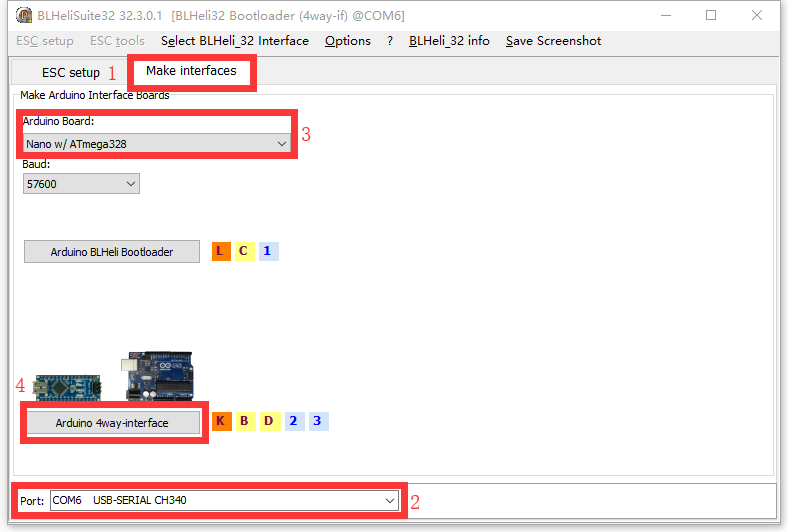 BLHeliSuite32 32.3.0.1 [BLHeli32 Bootloader (4way-if) @COM6]
ESC setup ESC tools Select BLHeli_32 Interface Options ? BLHeli_32 info Save Screenshot
ESC setup 1 Make interfaces
Make Arduino Interface Boards
Arduino Board:
Nano w/ ATmega328 3
Baud:
57600
Arduino BLHeli Bootloader L C 1
4
Arduino 4way-interface K B D 2 3
Port: COM6 USB-SERIAL CH340 2